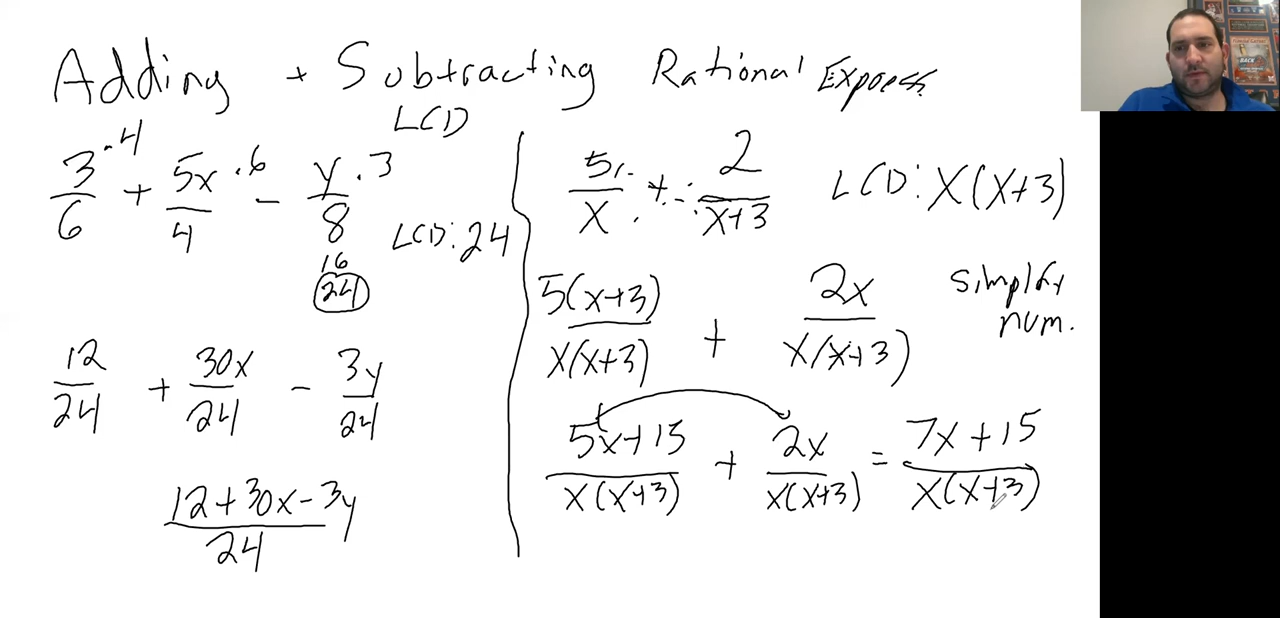 Adding + Subtracting Rational
LCD
3/6 ·4 + 5x/4 ·6 - y/8 ·3
LCD: 24
16
24
12/24 + 30x/24 - 3y/24
(12+30x-3y)/24
5/x + 2/(x+3) LCD: x(x+3)
5(x+3)/(x(x+3)) + 2x/(x(x+3)) simplify
num.
(5x+15)/(x(x+3)) + 2x/(x(x+3)) = (7x+15)/(x(x+3))